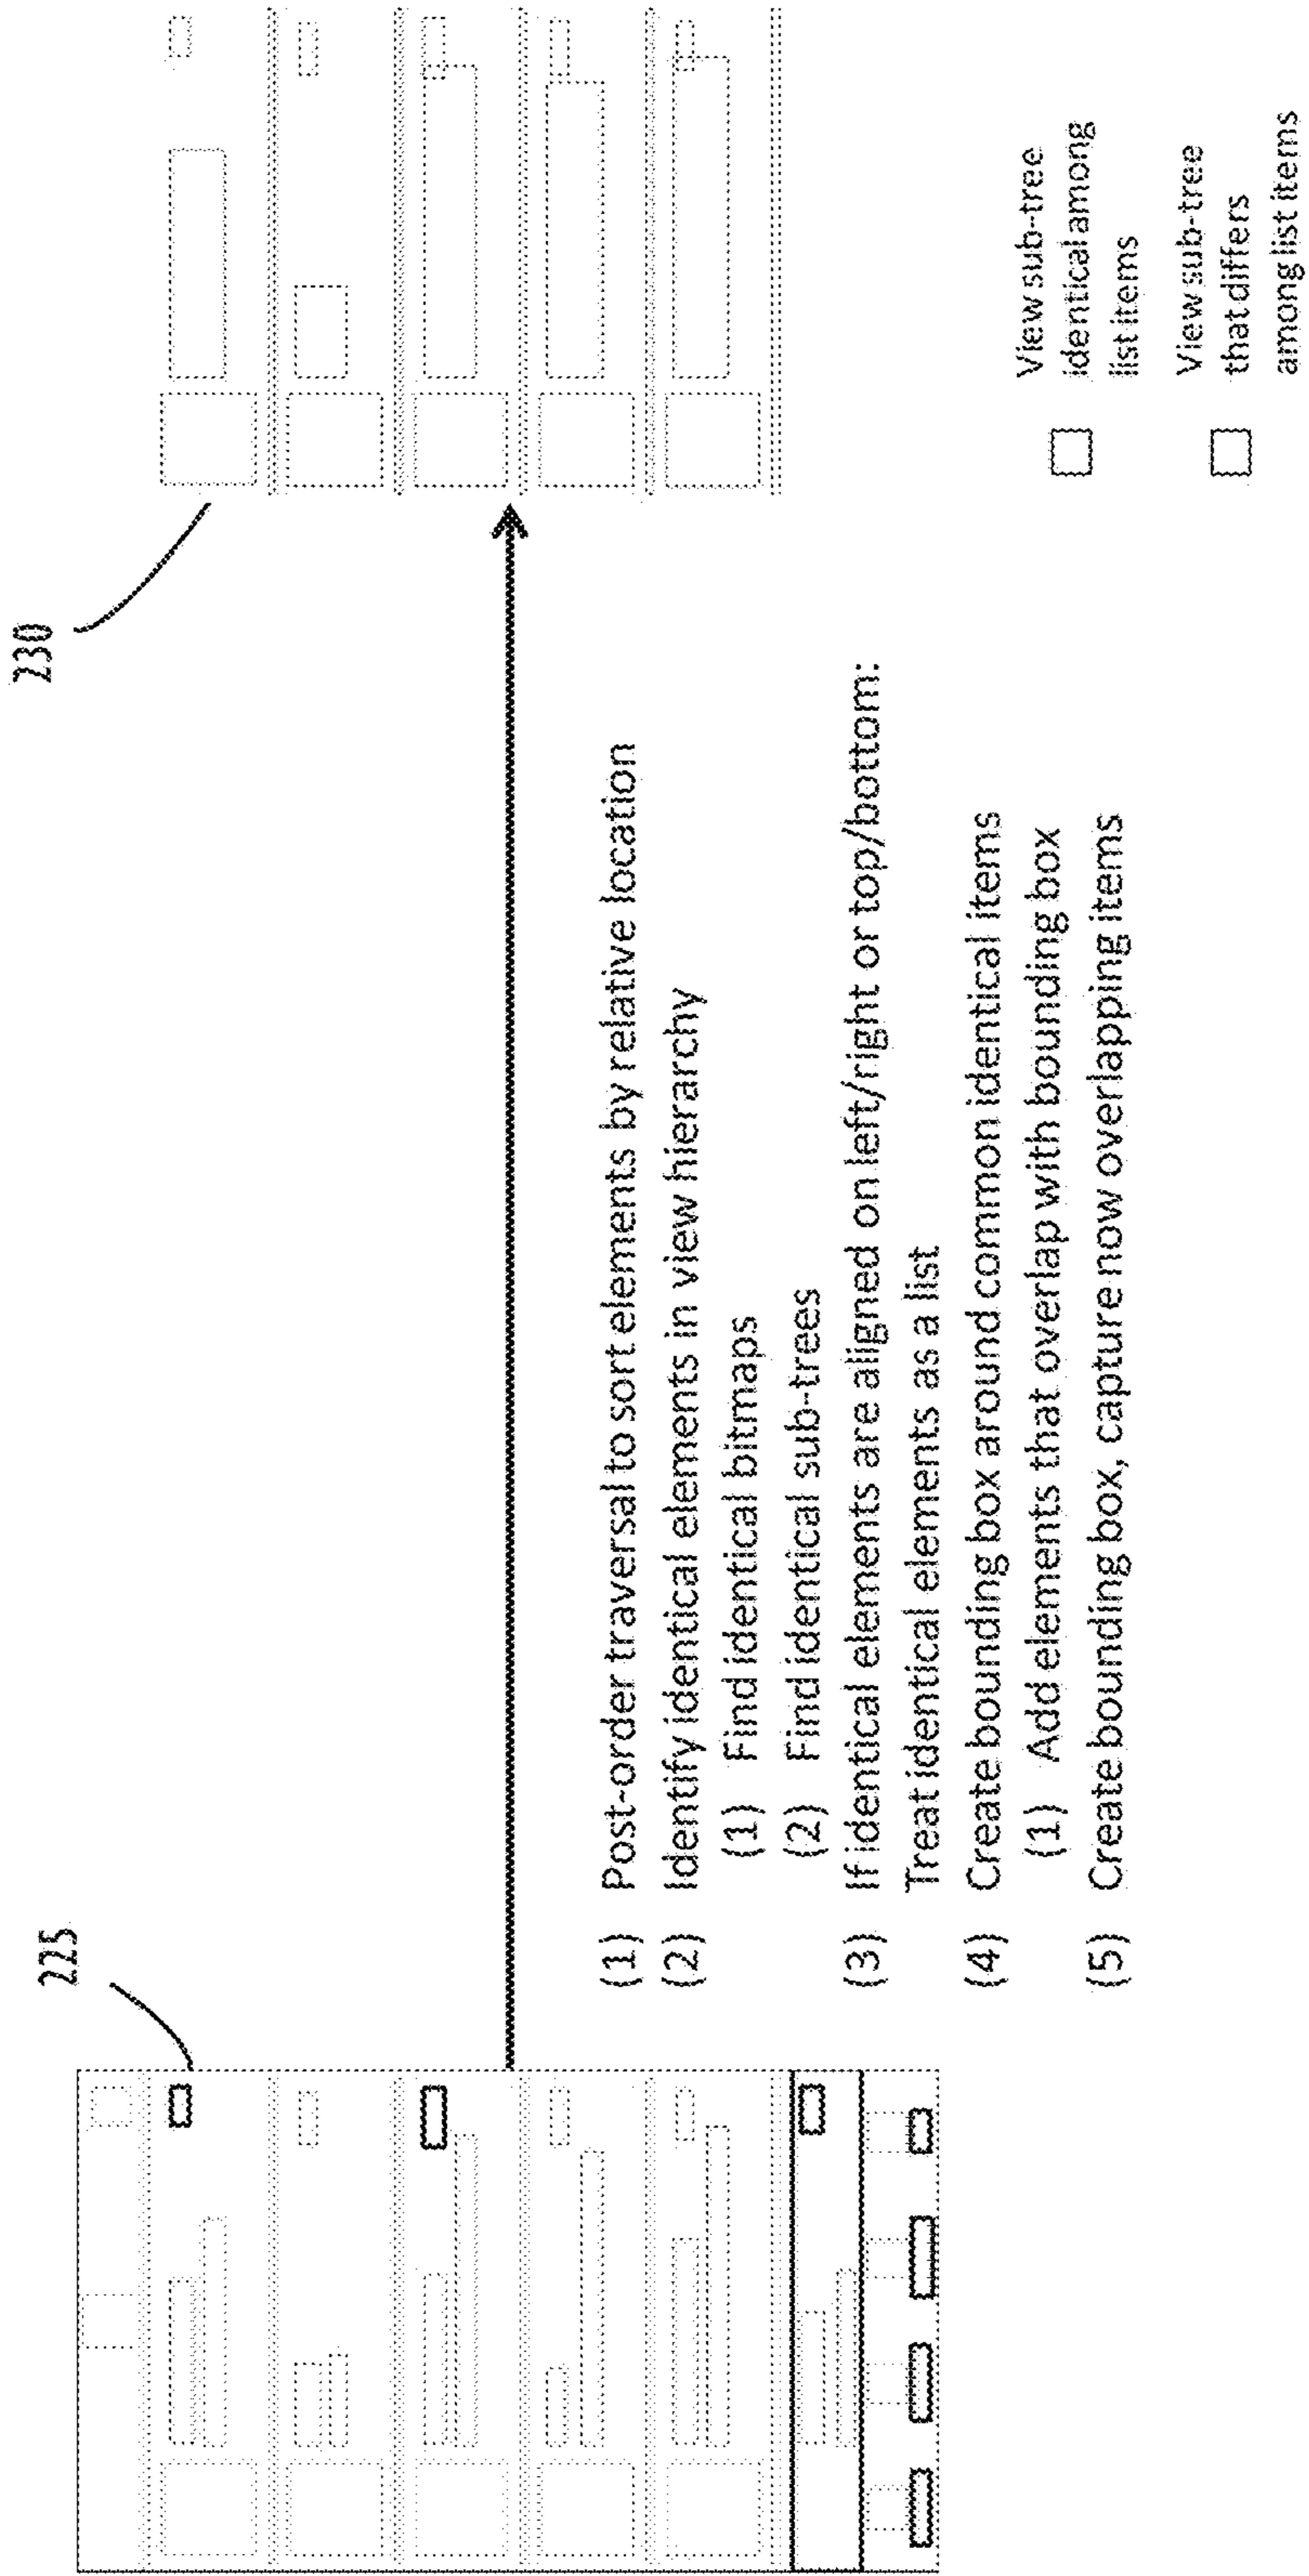 225
230
(1) Post-order traversal to sort elements by relative location
(2) Identify identical elements in view hierarchy
(1) Find identical bitmaps
(2) Find identical sub-trees
(3) If identical elements are aligned on left/right or top/bottom:
Treat identical elements as a list
(4) Create bounding box around common identical items
(1) Add elements that overlap with bounding box
(5) Create bounding box, capture now overlapping items
View sub-tree
identical among
list items
View sub-tree
that differs
among list items